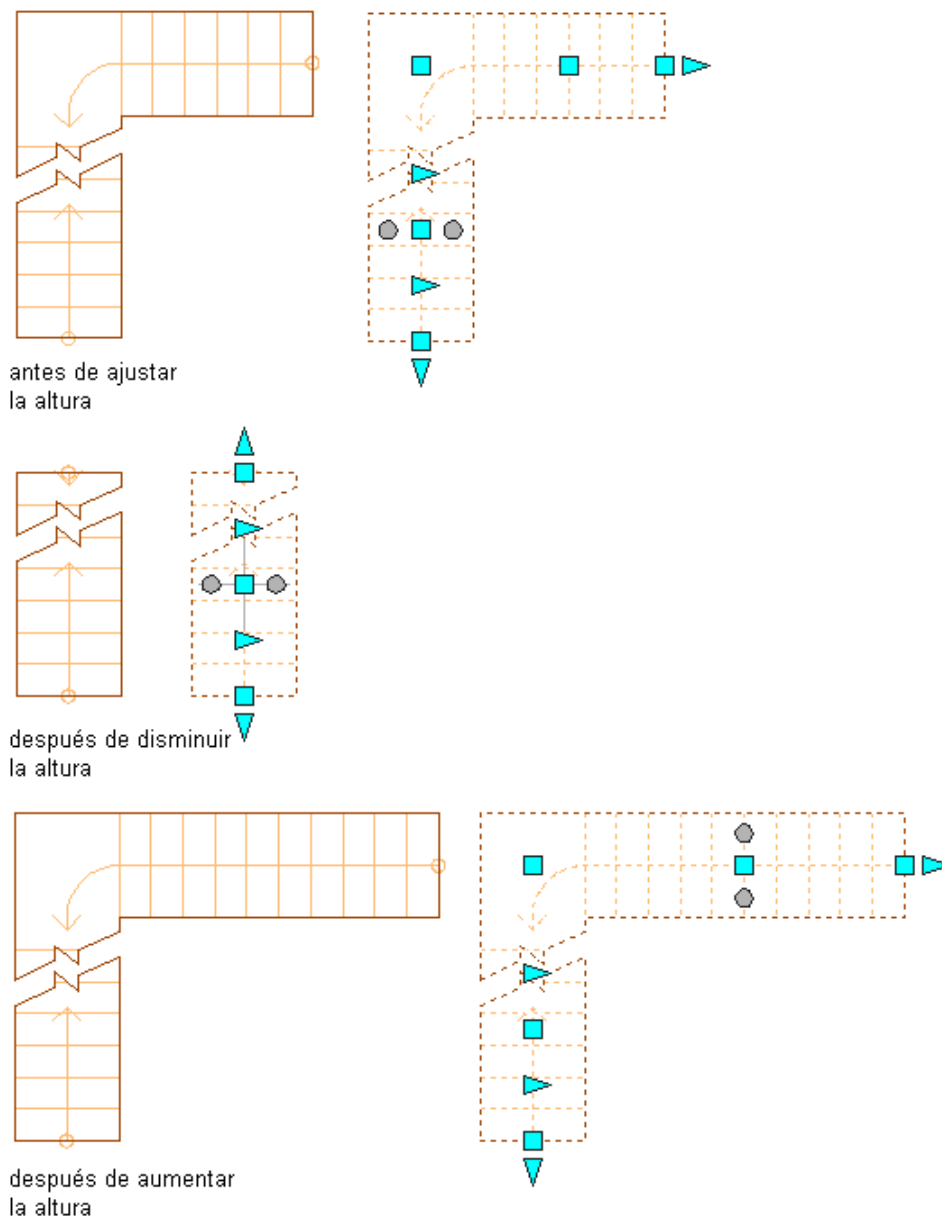 antes de ajustar
la altura
después de disminuir
la altura
después de aumentar
la altura